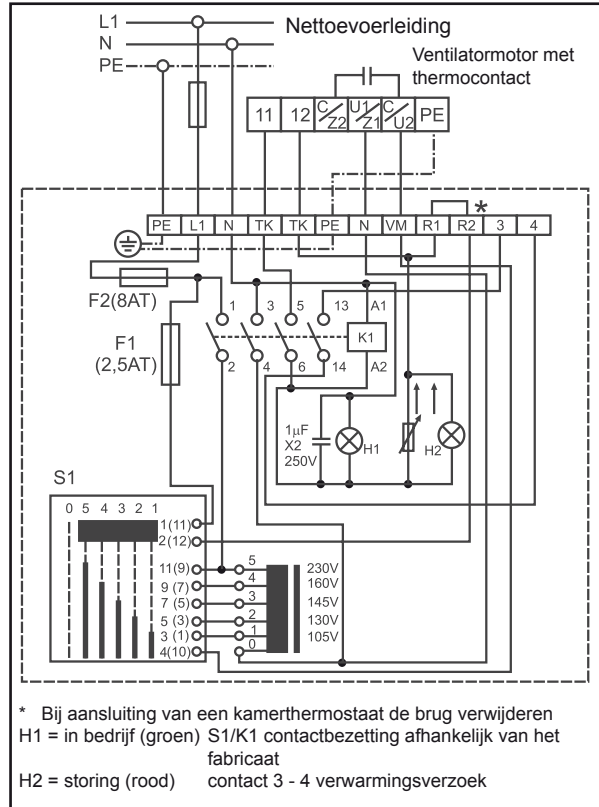 L1 Nettoevoerleiding
N
PE
Ventilatormotor met
thermocontact
11 12 C/Z2 U1/Z1 C/U2 PE
*
PE L1 N TK TK PE N VM R1 R2 3 4
F2(8AT)
1 3 5 13 A1
F1
(2,5AT)
K1
2 4 6 14 A2
1µF
X2
250V
H1 H2
S1
0 5 4 3 2 1
1(11)
2(12)
11(9) 5 230V
9 (7) 4 160V
7 (5) 3 145V
5 (3) 2 130V
3 (1) 1 105V
4(10) 0
* Bij aansluiting van een kamerthermostaat de brug verwijderen
H1 = in bedrijf (groen) S1/K1 contactbezetting afhankelijk van het
fabricaat
H2 = storing (rood) contact 3 - 4 verwarmingsverzoek